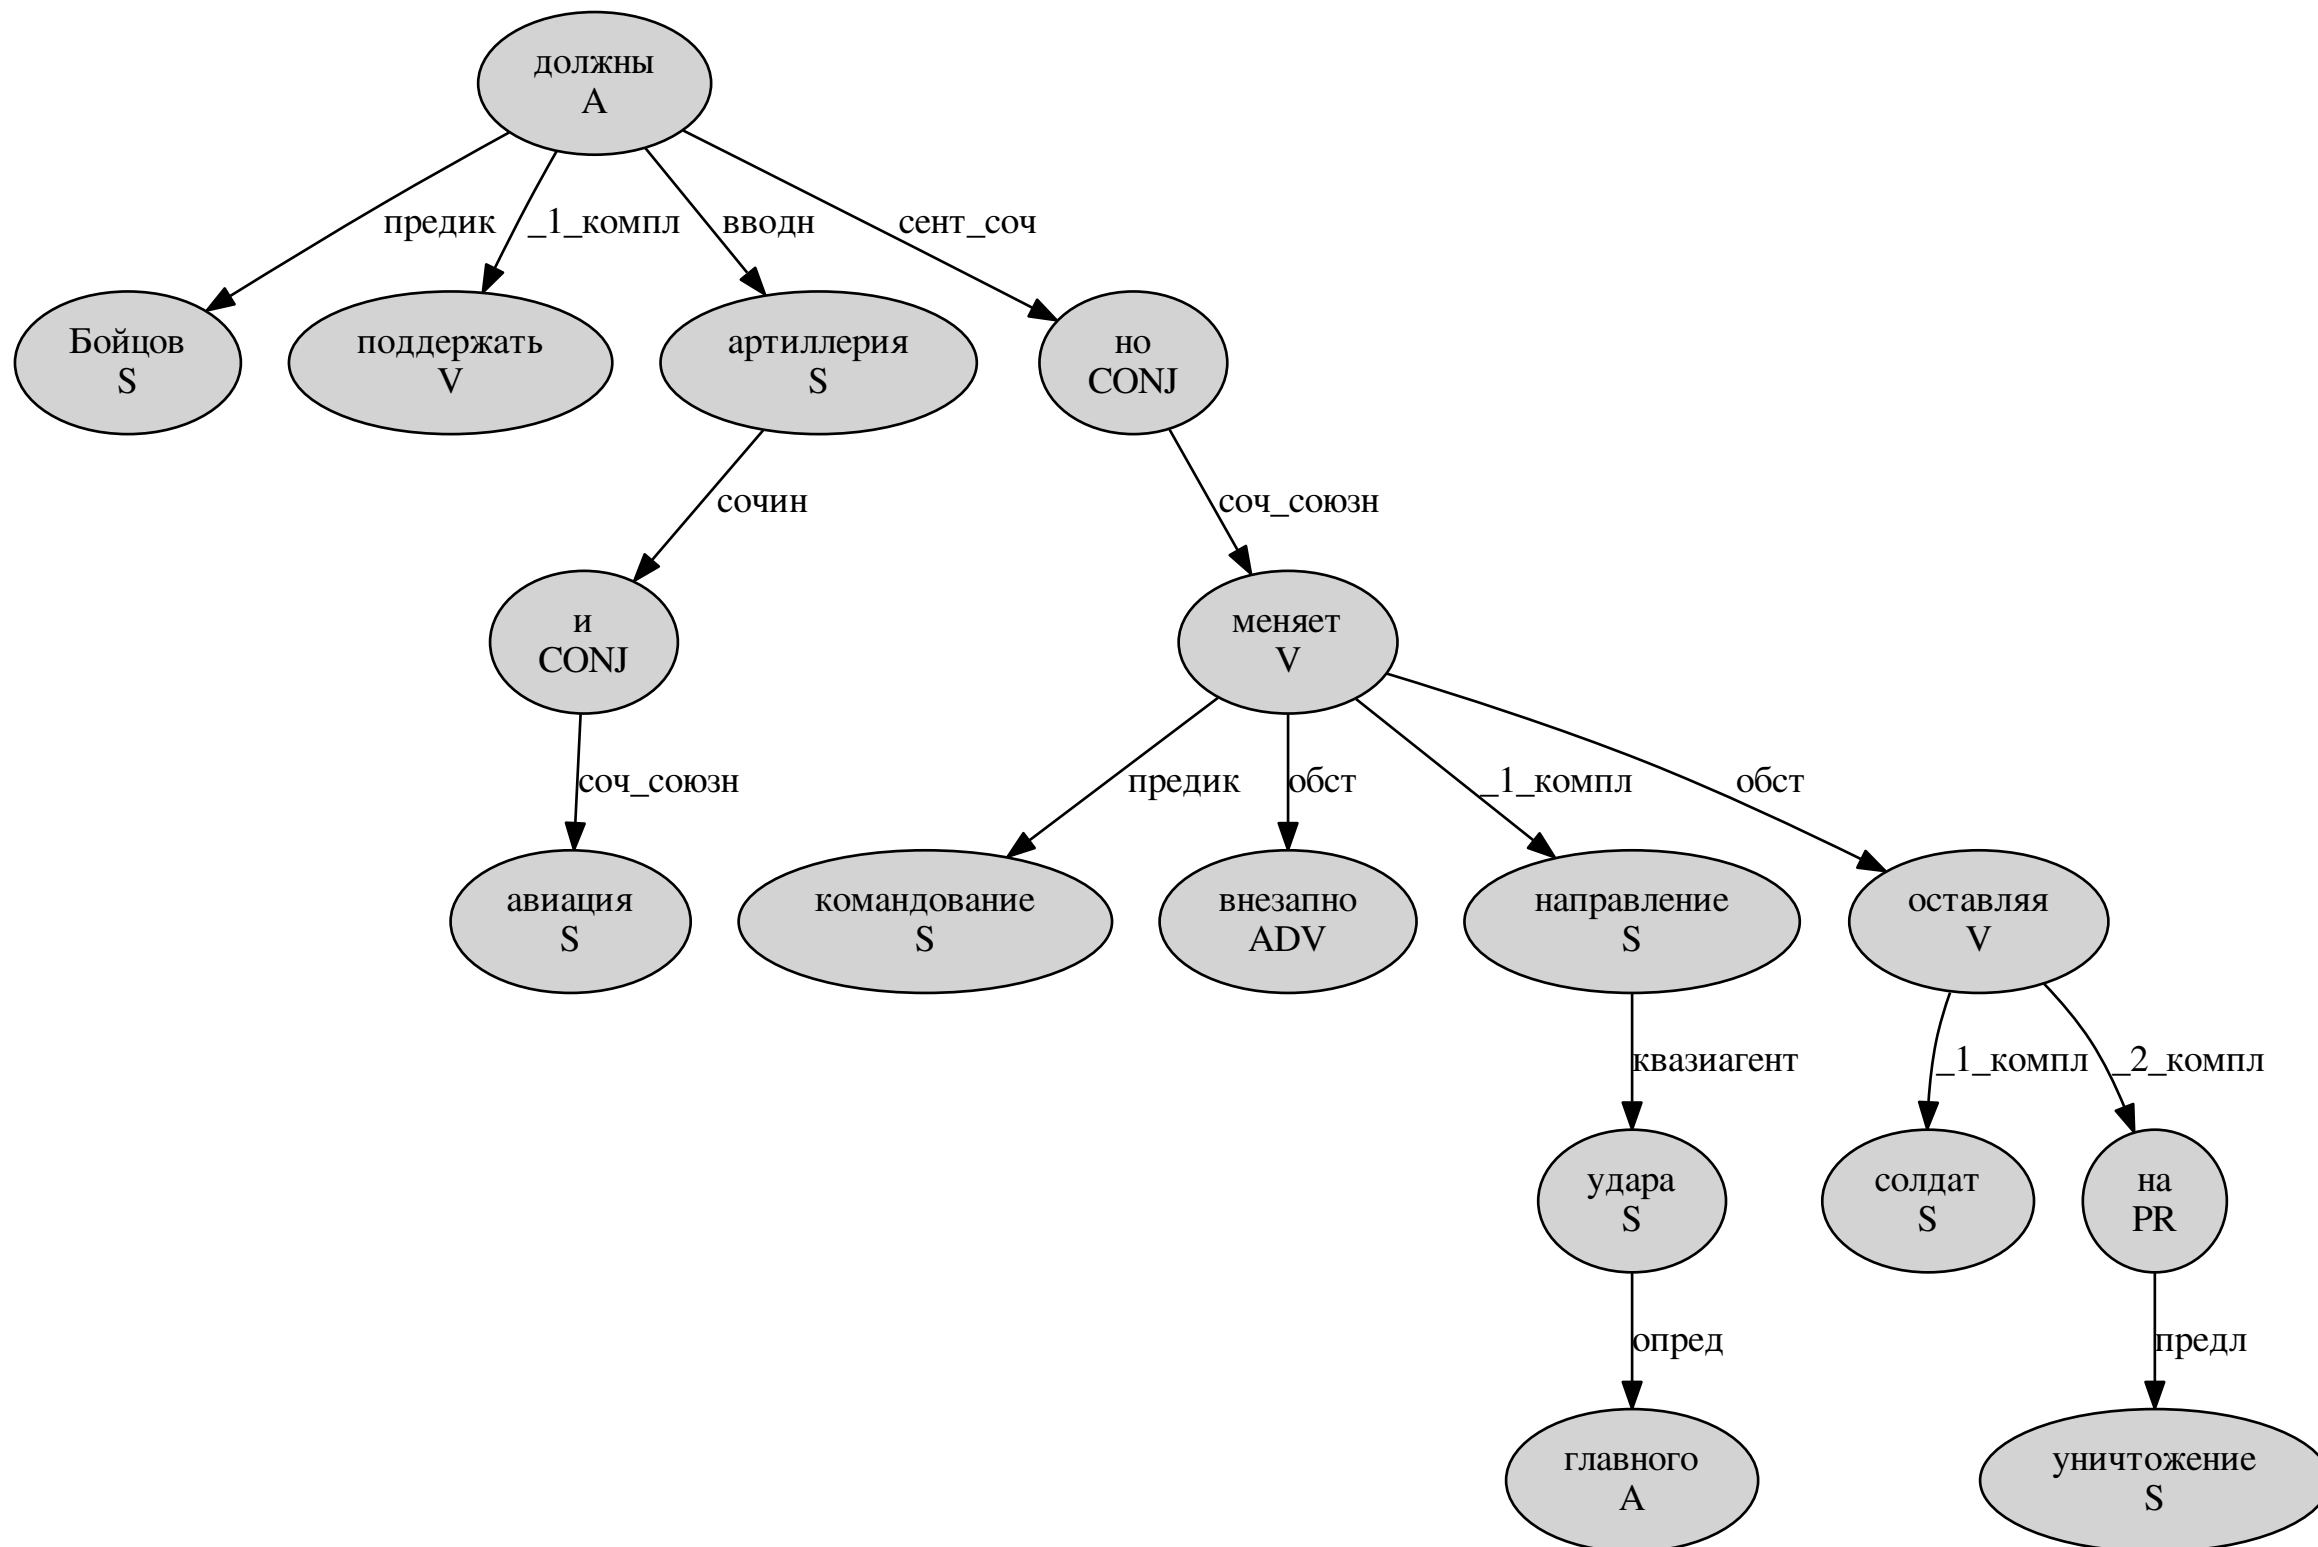 должны
A
предик
_1_компл
вводн
сент_соч
Бойцов
S
поддержать
V
артиллерия
S
но
CONJ
сочин
соч_союзн
и
CONJ
меняет
V
соч_союзн
предик
обст
_1_компл
обст
авиация
S
командование
S
внезапно
ADV
направление
S
оставляя
V
квазиагент
_1_компл
_2_компл
удара
S
солдат
S
на
PR
опред
предл
главного
A
уничтожение
S